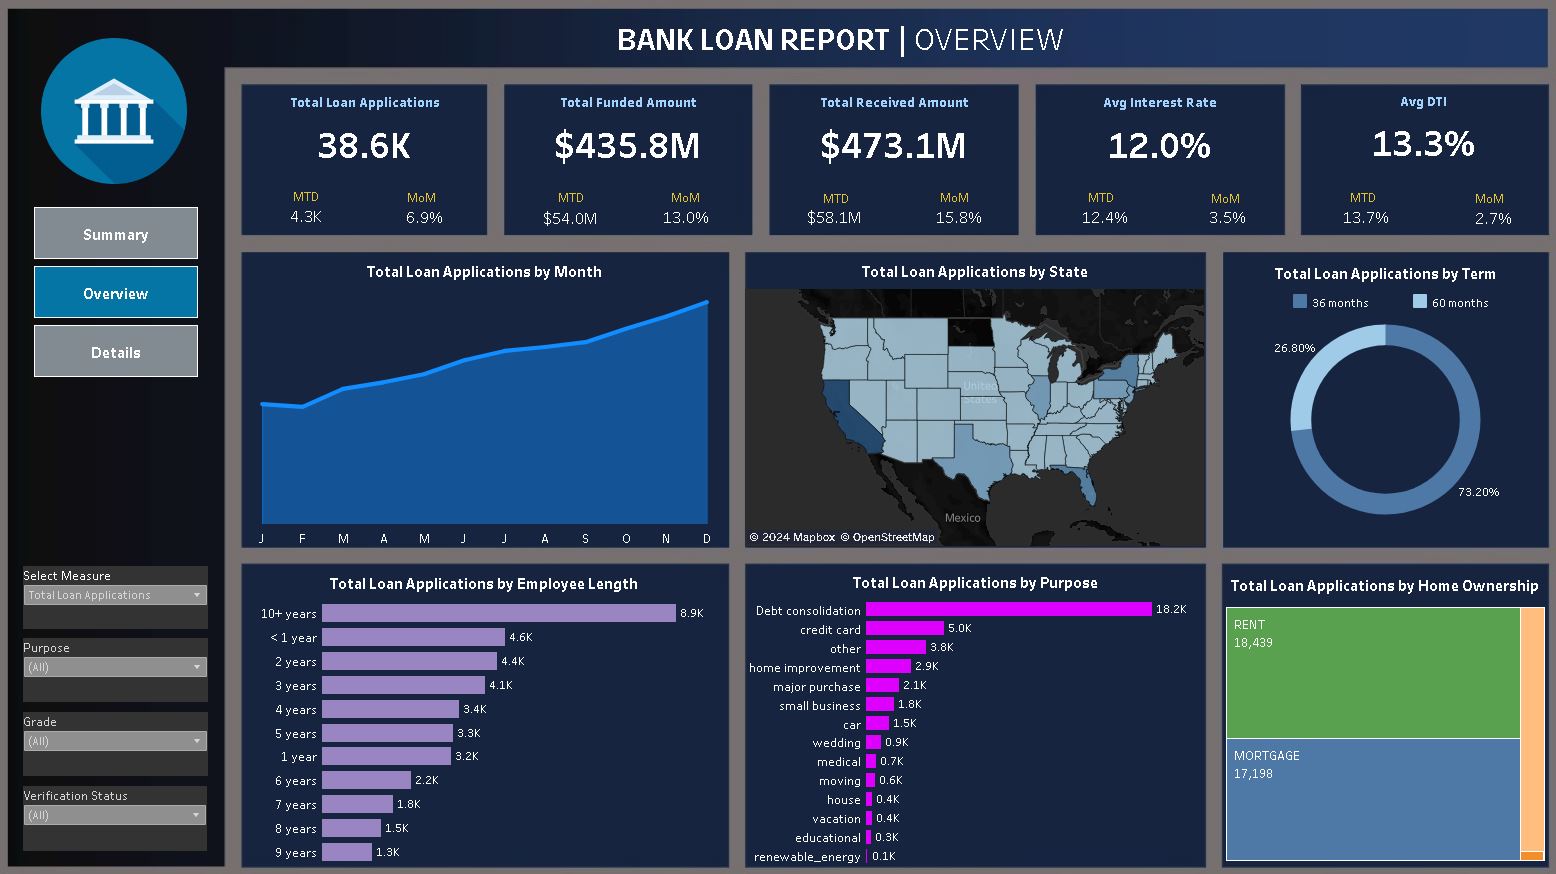 BANK LOAN REPORT | OVERVIEW
Summary
Overview
Details
Select Measure
Total Loan Applications
Purpose
(All)
Grade
(All)
Verification Status
(All)
Total Loan Applications
38.6K
MTD
MoM
4.3K
6.9%
Total Funded Amount
$435.8M
MTD
MoM
$54.0M
13.0%
Total Received Amount
$473.1M
MTD
MoM
$58.1M
15.8%
Avg Interest Rate
12.0%
MTD
MoM
12.4%
3.5%
Avg DTI
13.3%
MTD
MoM
13.7%
2.7%
Total Loan Applications by Month
J F M A M J J A S O N D
Total Loan Applications by State
United
States
Mexico
© 2024 Mapbox © OpenStreetMap
Total Loan Applications by Term
36 months
60 months
26.80%
73.20%
Total Loan Applications by Employee Length
10+ years 8.9K
< 1 year 4.6K
2 years 4.4K
3 years 4.1K
4 years 3.4K
5 years 3.3K
1 year 3.2K
6 years 2.2K
7 years 1.8K
8 years 1.5K
9 years 1.3K
Total Loan Applications by Purpose
Debt consolidation 18.2K
credit card 5.0K
other 3.8K
home improvement 2.9K
major purchase 2.1K
small business 1.8K
car 1.5K
wedding 0.9K
medical 0.7K
moving 0.6K
house 0.4K
vacation 0.4K
educational 0.3K
renewable_energy 0.1K
Total Loan Applications by Home Ownership
RENT
18,439
MORTGAGE
17,198